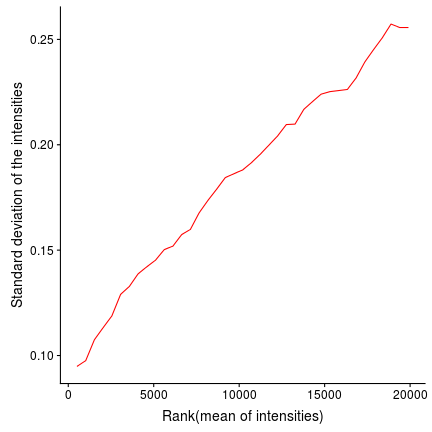 Standard deviation of the intensities
0.25
0.20
0.15
0.10
0 5000 10000 15000 20000
Rank(mean of intensities)